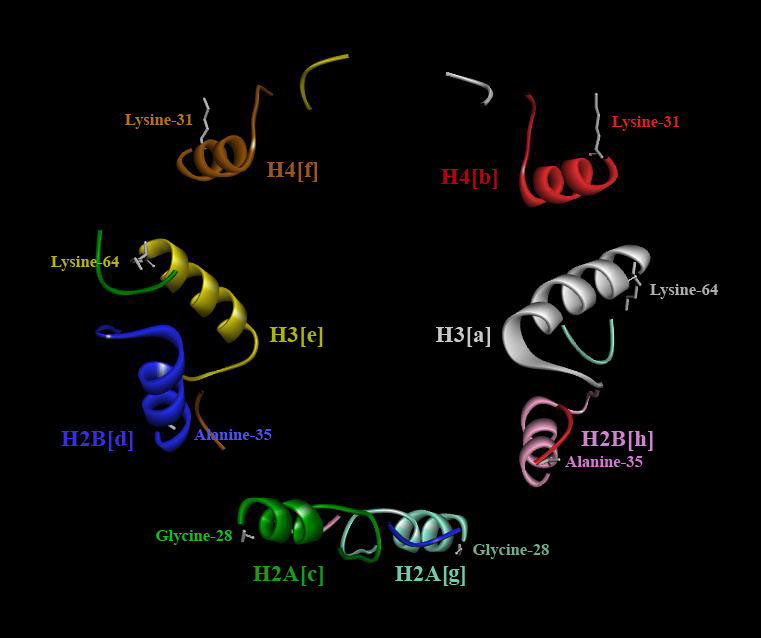 Lysine-31
Lysine-31
H4[f]
H4[b]
Lysine-64
Lysine-64
H3[e]
H3[a]
H2B[d]
Alanine-35
H2B[h]
Alanine-35
Glycine-28
Glycine-28
H2A[c]
H2A[g]